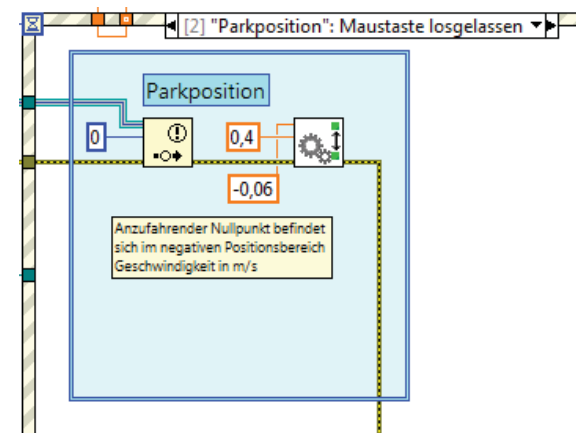 [2] "Parkposition": Maustaste losgelassen
Parkposition
0
0,4
-0,06
Anzufahrender Nullpunkt befindet
sich im negativen Positionsbereich
Geschwindigkeit in m/s